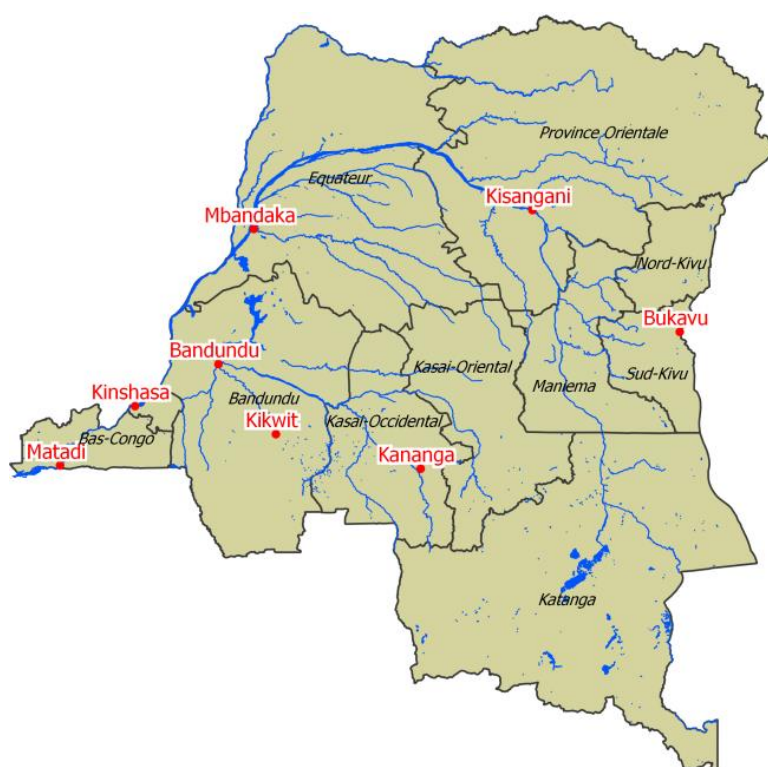 Province Orientale
Equateur
Kisangani
Mbandaka
Nord-Kivu
Bukavu
Bandundu
Kasai-Oriental
Sud-Kivu
Maniema
Kinshasa
Bandundu
Kikwit
Kasai-Occidental
Bas-Congo
Matadi
Kananga
Katanga